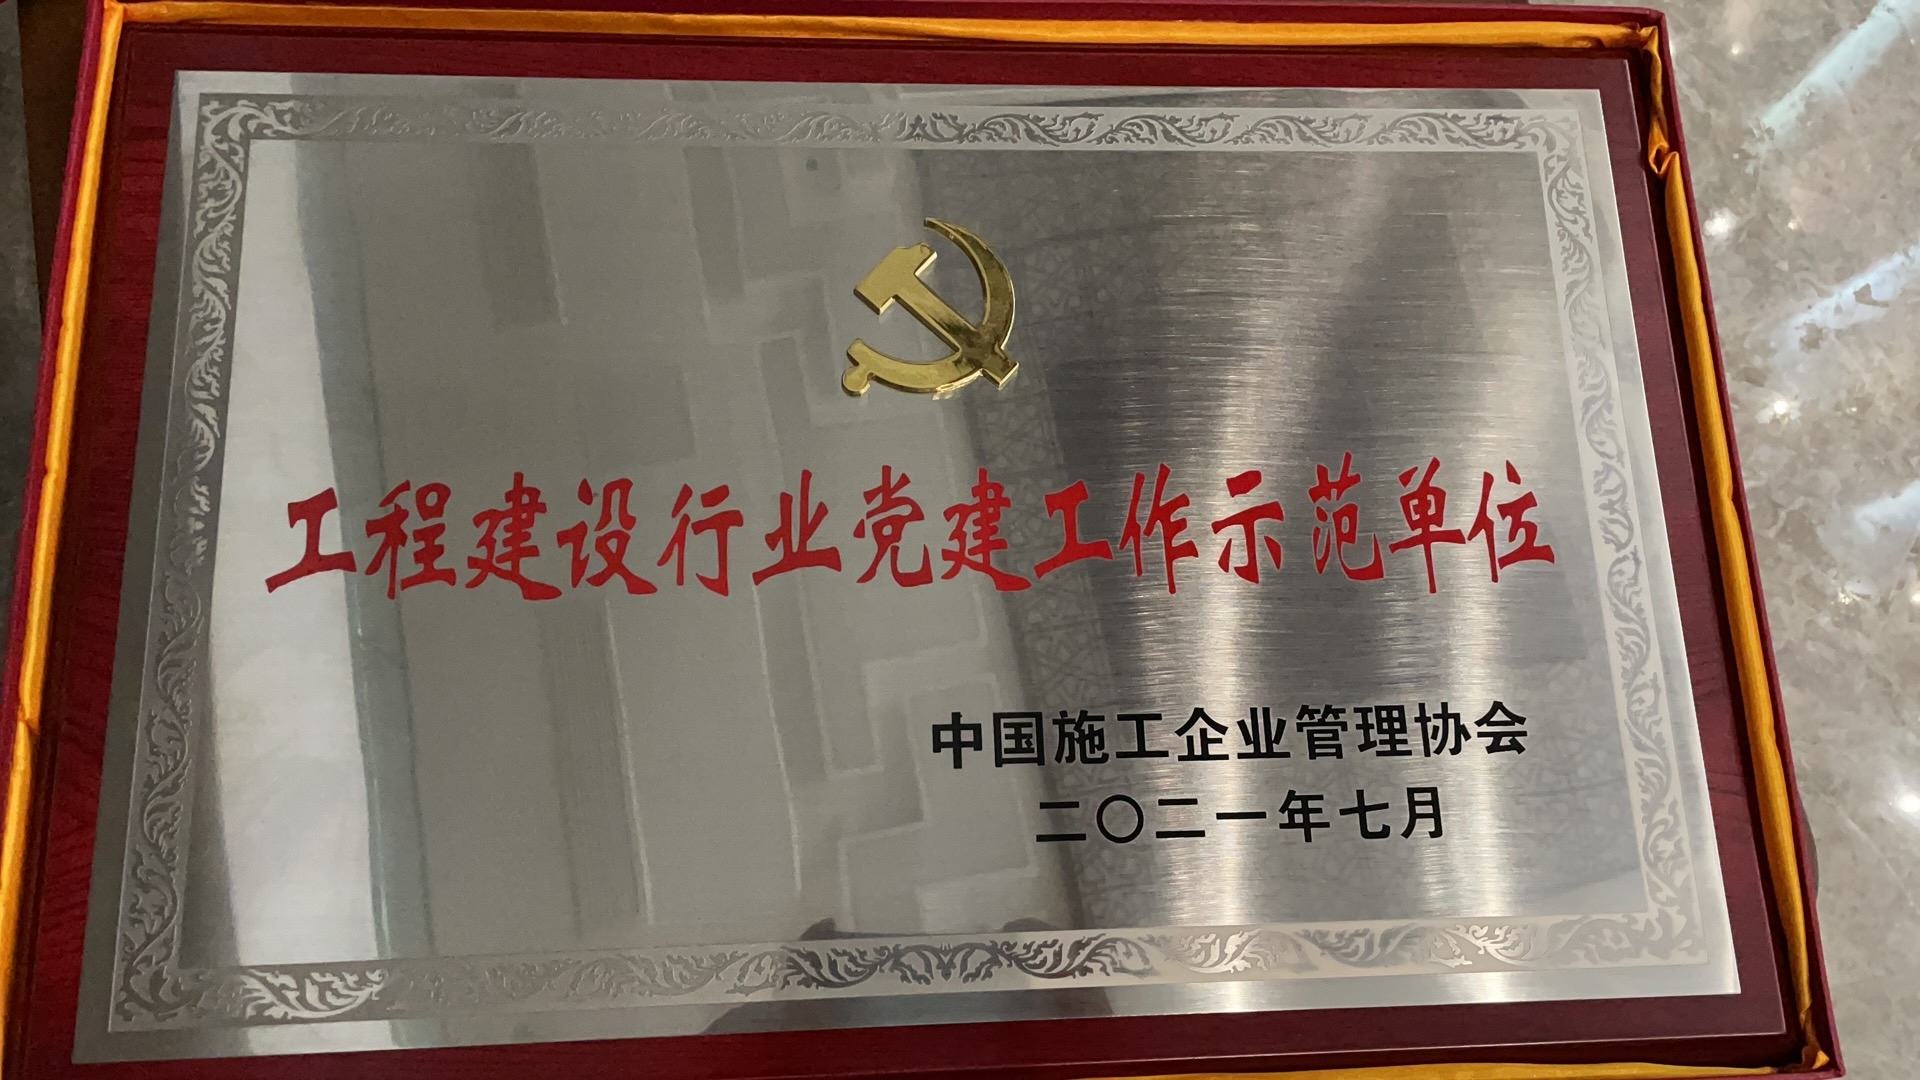 工程建设行业党建工作示范单位
中国施工企业管理协会
二〇二一年七月